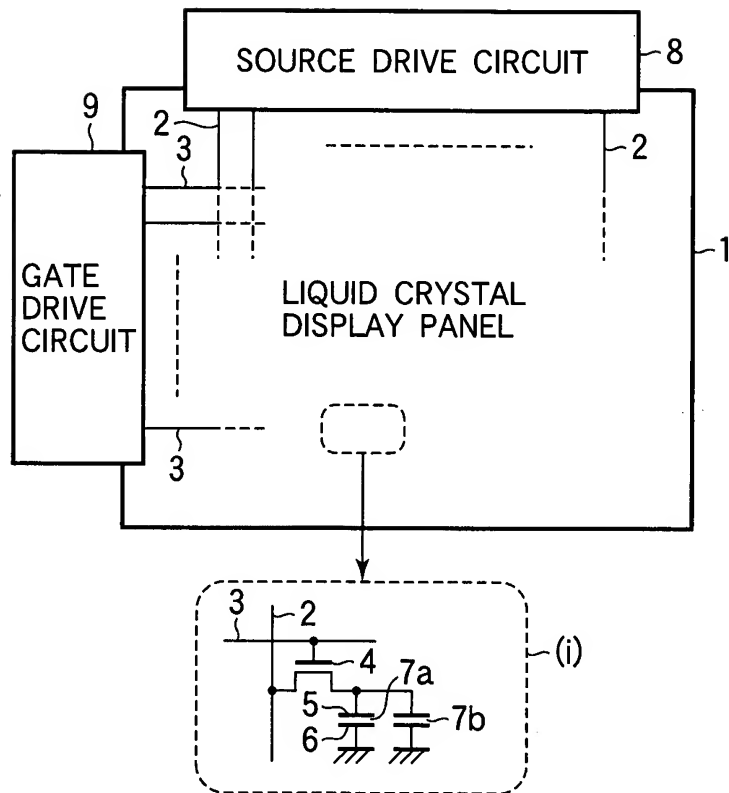 SOURCE DRIVE CIRCUIT
8
9
2
2
3
1
GATE
DRIVE
CIRCUIT
LIQUID CRYSTAL
DISPLAY PANEL
3
2
3
(i)
4
5
7a
6
7b